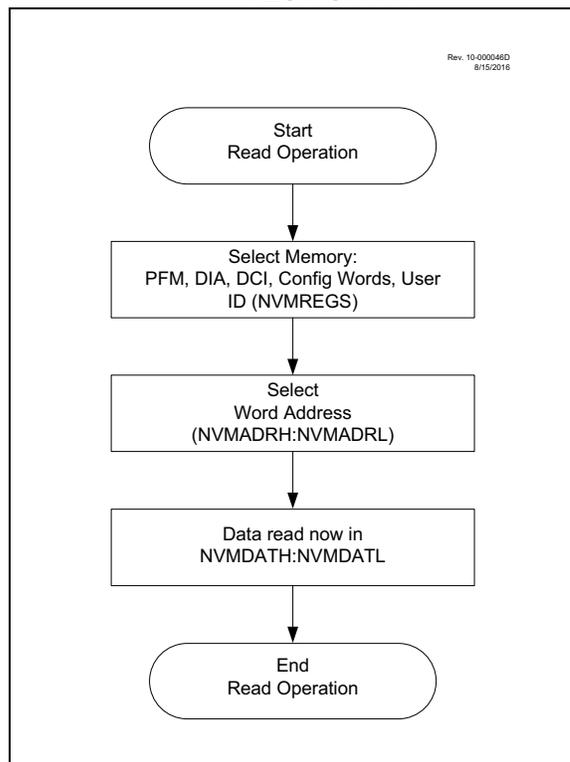 Rev. 10-000046D
8/15/2016
Start
Read Operation
Select Memory:
PFM, DIA, DCI, Config Words, User
ID (NVMREGS)
Select
Word Address
(NVMADRH:NVMADRL)
Data read now in
NVMDATH:NVMDATL
End
Read Operation